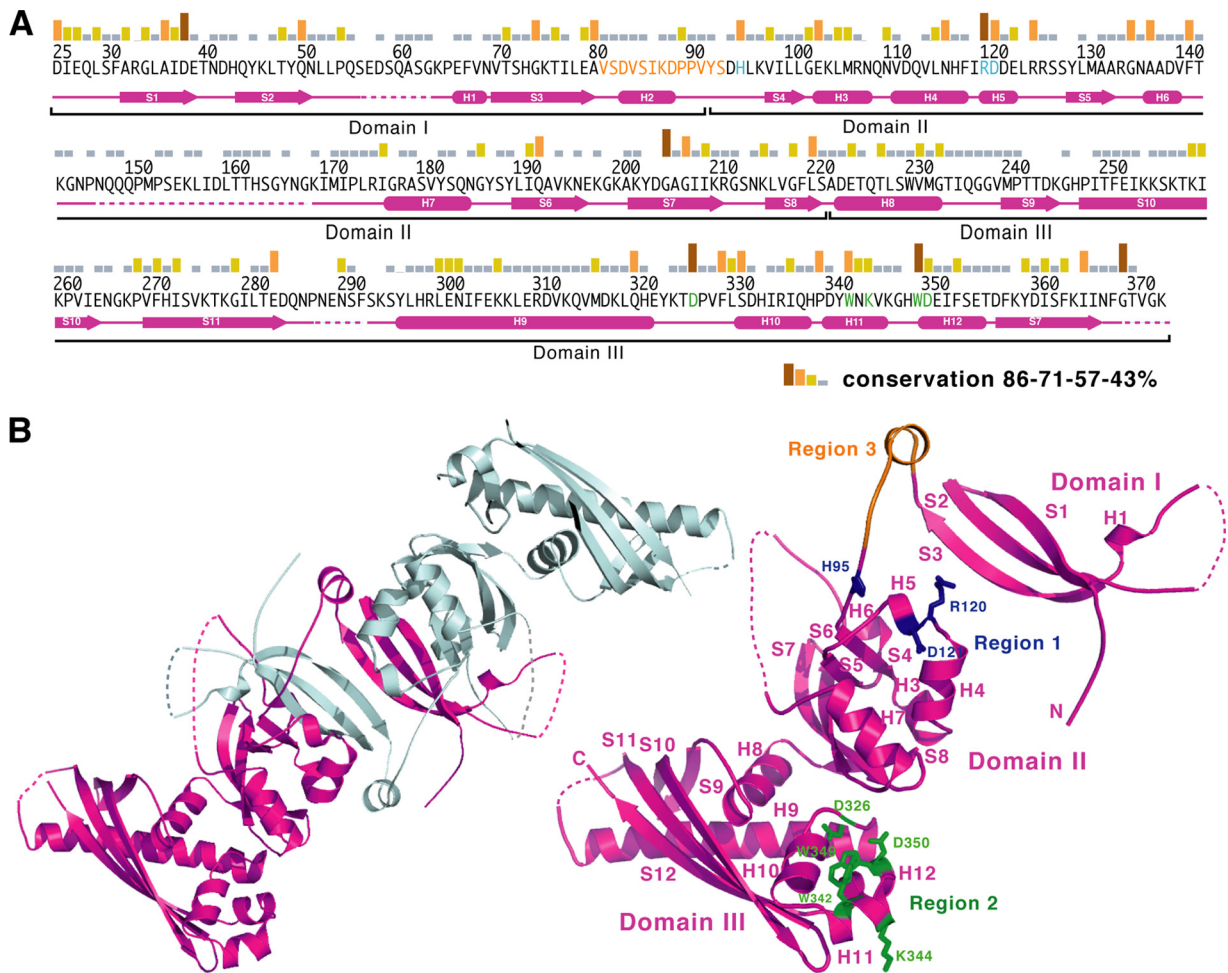 A
25 30 40 50 60 70 80 90 100 110 120 130 140
DIEQLSFARGLAIDETNDHQYKLTYQNLLPQSEDSQASGKPEFVNVTSHGKTILEAVSDVSIKDPPVYSDHLKVILLGEKLMRNQNVDQVLNHFIRDDELRRSSYLMAARGNAADVFT
S1 S2 H1 S3 H2 S4 H3 H4 H5 S5 H6
Domain I Domain II
150 160 170 180 190 200 210 220 230 240 250
KGNPNQQQPMPSEKLIDLTTHSGYNGKIMIPLRIGRASVYSQNGYSYLIQAVKNEKGKAKYDGAGIIKRGSNKLVGFLSADETQTLSWVMGTIQGGVMPTTDKGHPITFEIKKSKTKI
H7 S6 S7 S8 H8 S9 S10
Domain II Domain III
260 270 280 290 300 310 320 330 340 350 360 370
KPVIENGKPVFHISVKTKGILTEDQNPNENSFSKSYLHRLENIFEKKLERDVKQVMDKLQHEYKTDPVFLSDHIRIQHPDYWNKVKGHWDEIFSETDFKYDISFKIINFGTVGK
S10 S11 H9 H10 H11 H12 S7
Domain III
conservation 86-71-57-43%
B
Region 3
Domain I
S2 S1 H1
S3
H95 H5
R120
H6
Region 1
S6 D121
S7 S4
S5 H3 H4
H7 N
S8
Domain II
S11 S10 H8
C
S9
H9 D326
W349 D350
H10 H12
S12
W342
Region 2
Domain III
H11 K344